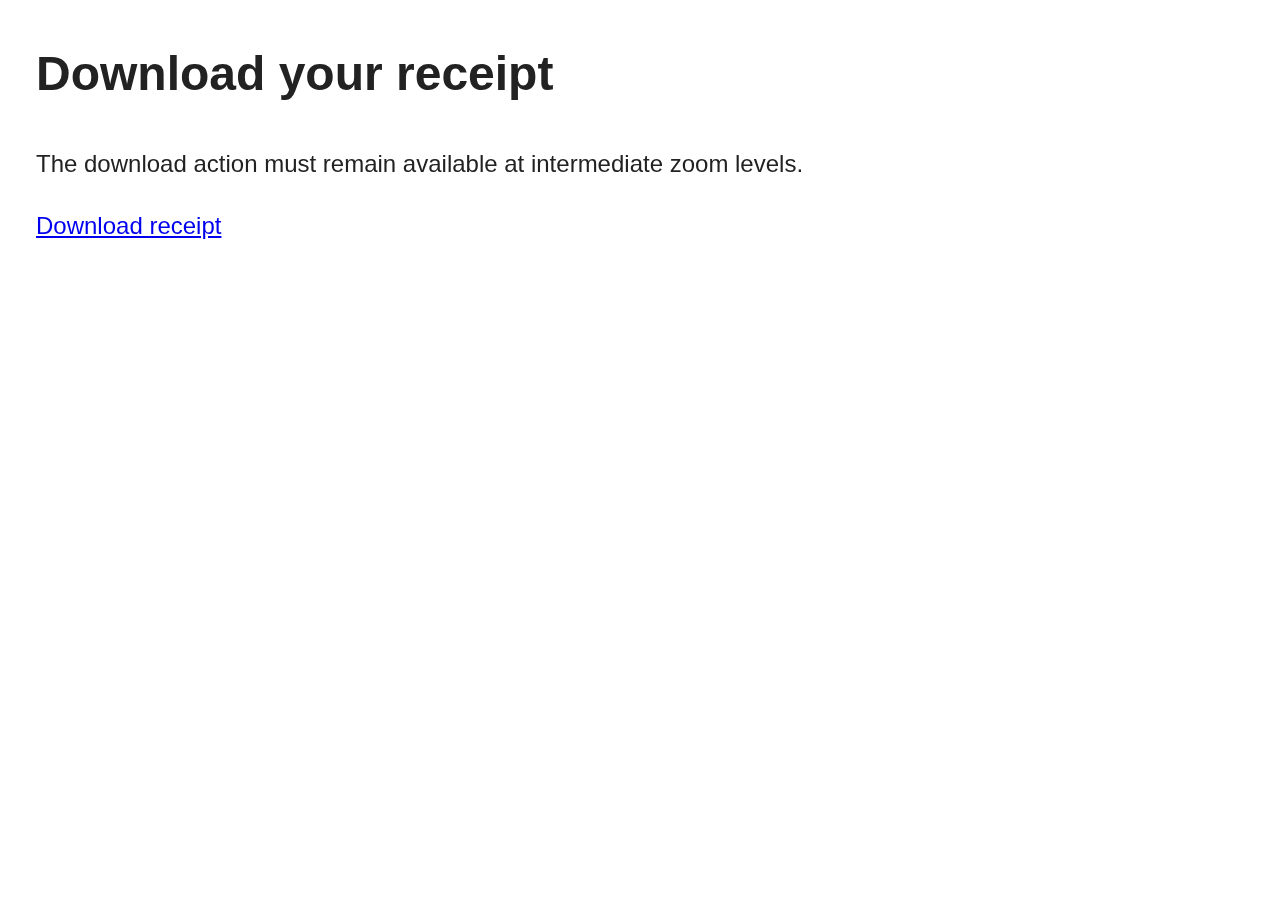 Download your receipt
The download action must remain available at intermediate zoom levels.
Download receipt